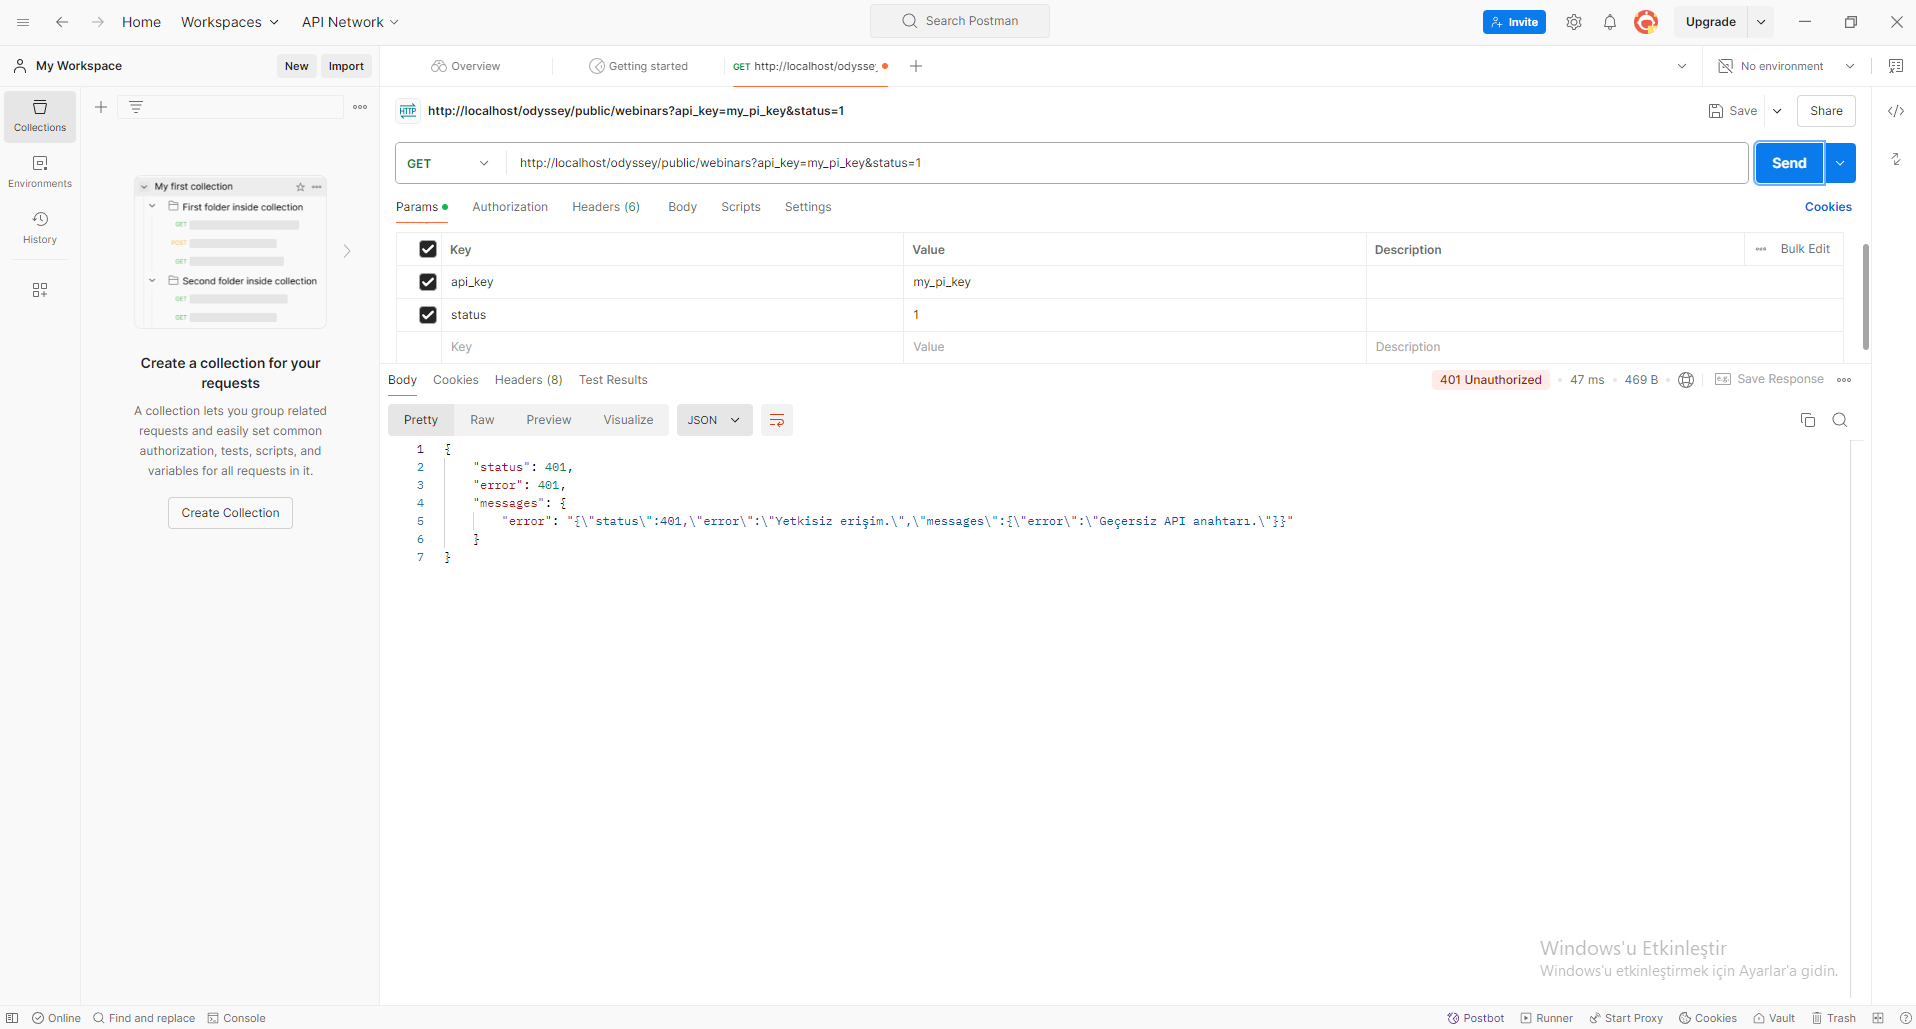 Home Workspaces API Network Search Postman Invite Upgrade
My Workspace New Import Overview Getting started GET http://localhost/odysse No environment
Collections
Environments
History
My first collection
First folder inside collection
GET
POST
GET
Second folder inside collection
GET
GET
Create a collection for your
requests
A collection lets you group related
requests and easily set common
authorization, tests, scripts, and
variables for all requests in it.
Create Collection
HTTP http://localhost/odyssey/public/webinars?api_key=my_pi_key&status=1 Save Share
GET http://localhost/odyssey/public/webinars?api_key=my_pi_key&status=1 Send
Params Authorization Headers (6) Body Scripts Settings Cookies
Key Value Description Bulk Edit
api_key my_pi_key
status 1
Key Value Description
Body Cookies Headers (8) Test Results 401 Unauthorized 47 ms 469 B e.g. Save Response
Pretty Raw Preview Visualize JSON
1 {
2 "status": 401,
3 "error": 401,
4 "messages": {
5 "error": "{\"status\":401,\"error\":\"Yetkisiz erişim.\",\"messages\":{\"error\":\"Geçersiz API anahtarı.\"}}"
6 }
7 }
Windows'u Etkinleştir
Windows'u etkinleştirmek için Ayarlar'a gidin.
Online Find and replace Console Postbot Runner Start Proxy Cookies Vault Trash